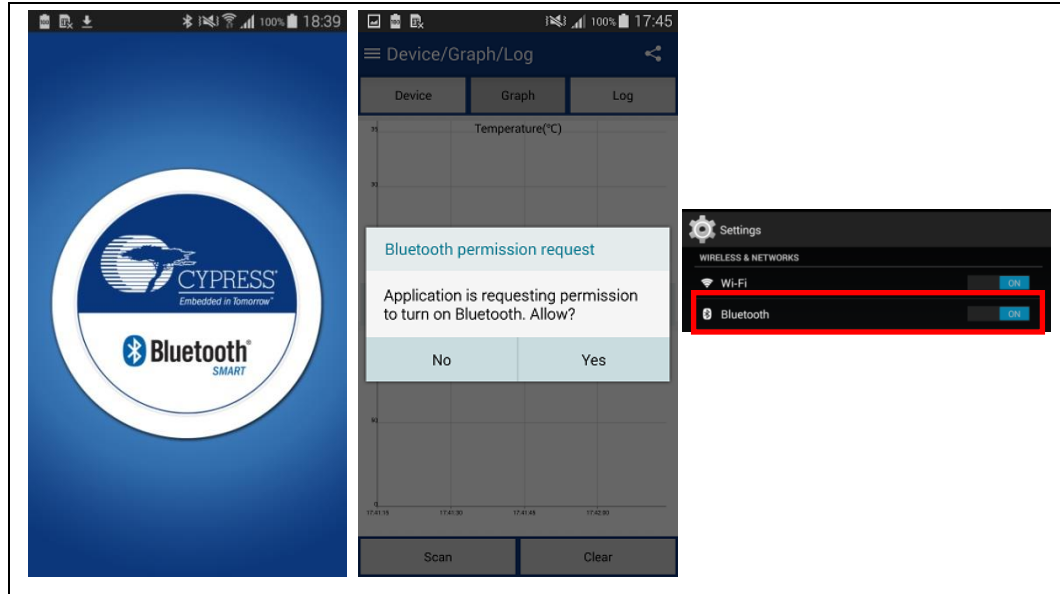 100% 18:39
CYPRESS
Embedded in Tomorrow™
Bluetooth®
SMART
100% 17:45
Device/Graph/Log
Device Graph Log
Temperature(℃)
Bluetooth permission request
Application is requesting permission
to turn on Bluetooth. Allow?
No Yes
17:41:15 17:41:30 17:41:45 17:42:00
Scan Clear
Settings
WIRELESS & NETWORKS
Wi-Fi ON
Bluetooth ON